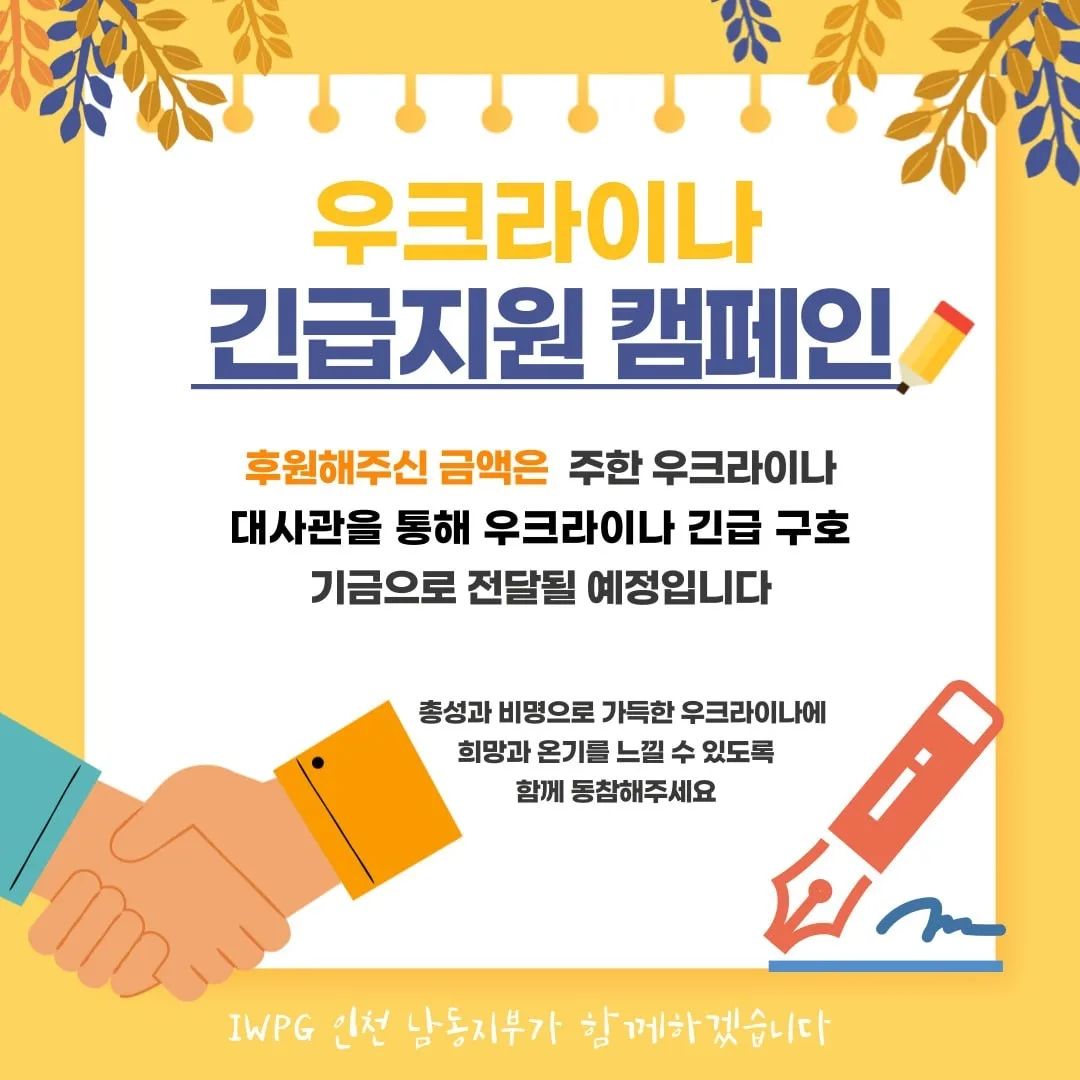 우크라이나
긴급지원 캠페인
후원해주신 금액은 주한 우크라이나
대사관을 통해 우크라이나 긴급 구호
기금으로 전달될 예정입니다
총성과 비명으로 가득한 우크라이나에
희망과 온기를 느낄 수 있도록
함께 동참해주세요
IWPG 인천 남동지부가 함께하겠습니다